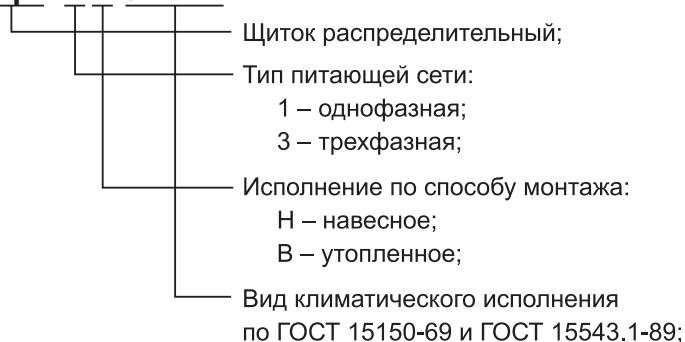 Щиток распределительный;
Тип питающей сети:
1 – однофазная;
3 – трехфазная;
Исполнение по способу монтажа:
Н – навесное;
В – утопленное;
Вид климатического исполнения
по ГОСТ 15150-69 и ГОСТ 15543.1-89;